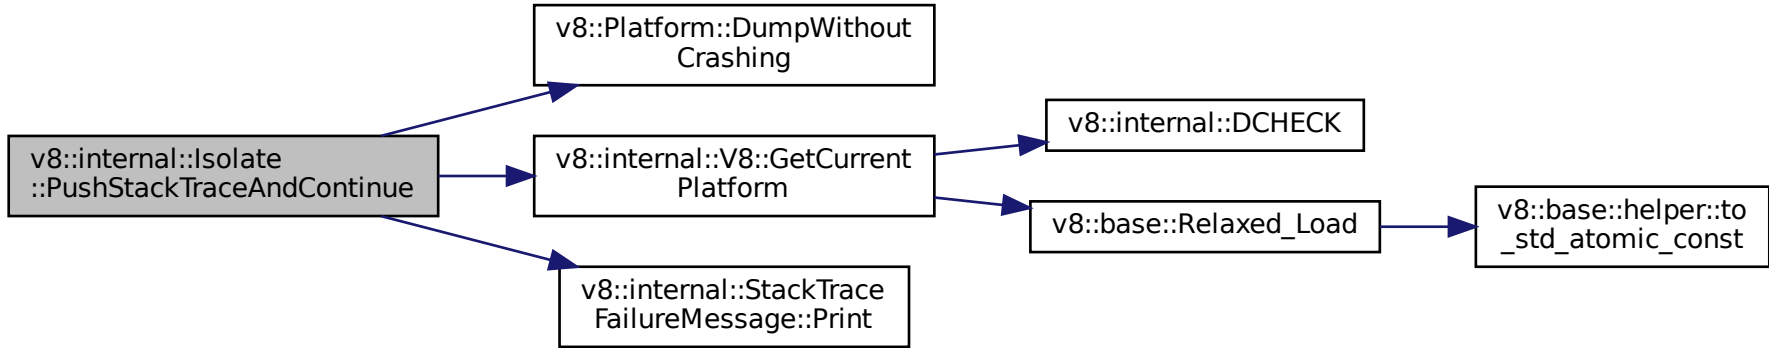 v8::internal::Isolate
::PushStackTraceAndContinue
v8::Platform::DumpWithout
Crashing
v8::internal::V8::GetCurrent
Platform
v8::internal::StackTrace
FailureMessage::Print
v8::internal::DCHECK
v8::base::Relaxed_Load
v8::base::helper::to
_std_atomic_const